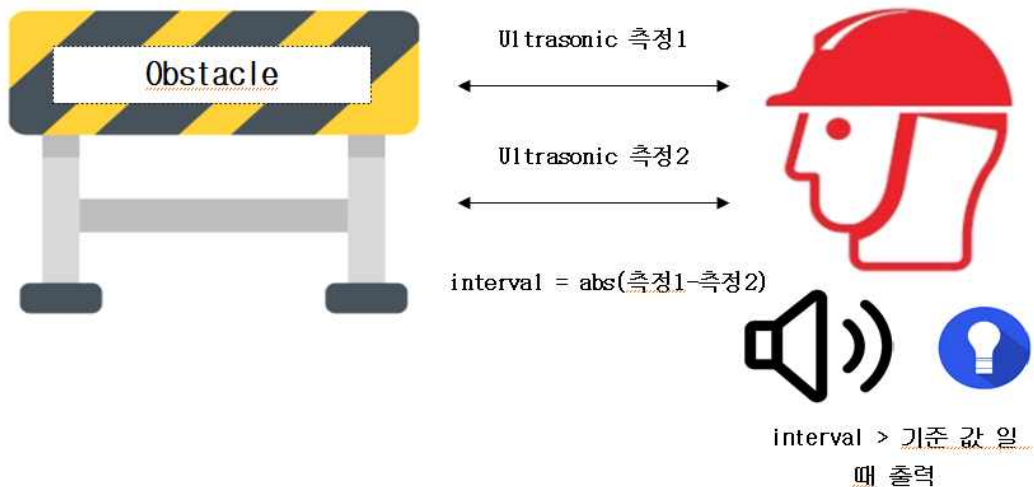 Obstacle
Ultrasonic 측정1
Ultrasonic 측정2
interval = abs(측정1-측정2)
interval > 기준 값 일
때 출력